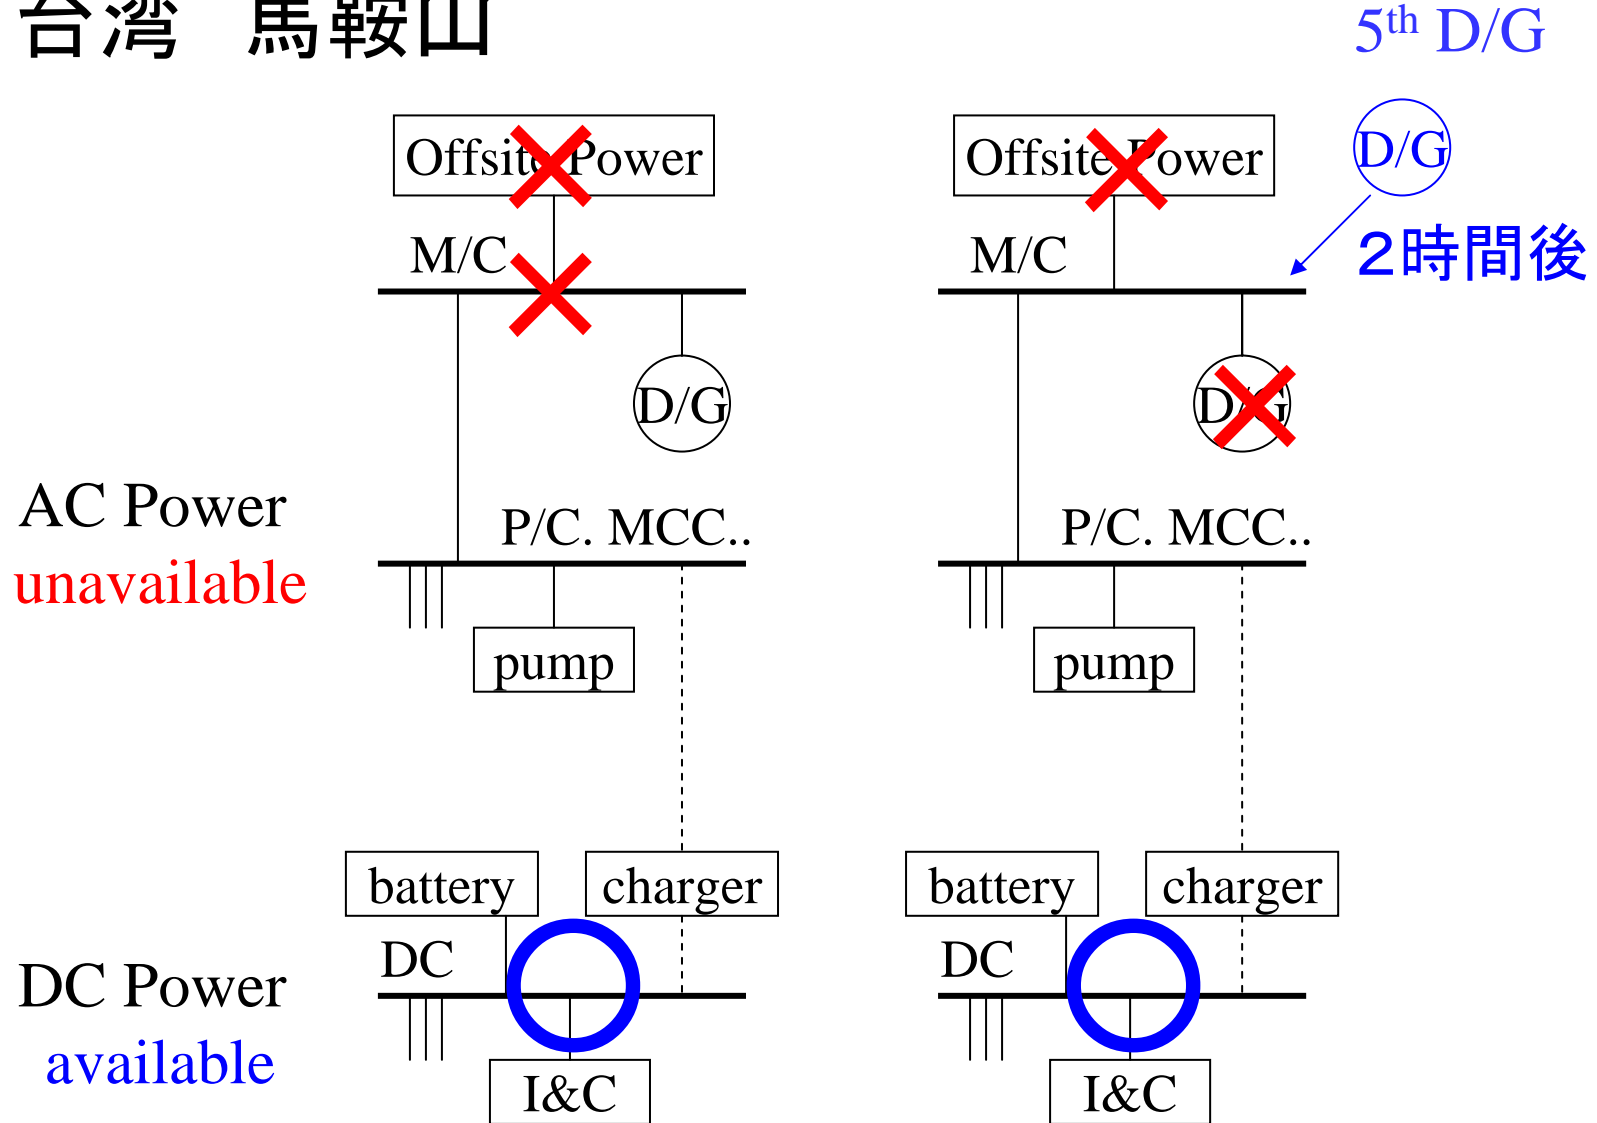 台湾　馬鞍山
5th D/G
Offsite Power
Offsite Power
D/G
M/C
M/C
２時間後
D/G
D/G
AC Power
unavailable
P/C. MCC..
P/C. MCC..
pump
pump
battery
charger
battery
charger
DC
DC
DC Power
available
I&C
I&C